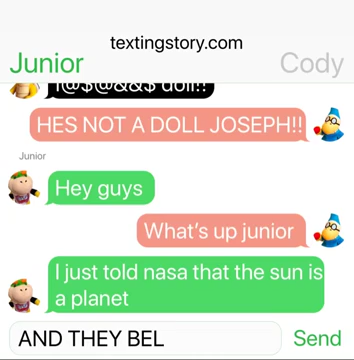 textingstory.com
Junior
Cody
f@$@&&$ doll!!
HES NOT A DOLL JOSEPH!!
Junior
Hey guys
What's up junior
I just told nasa that the sun is
a planet
AND THEY BEL
Send